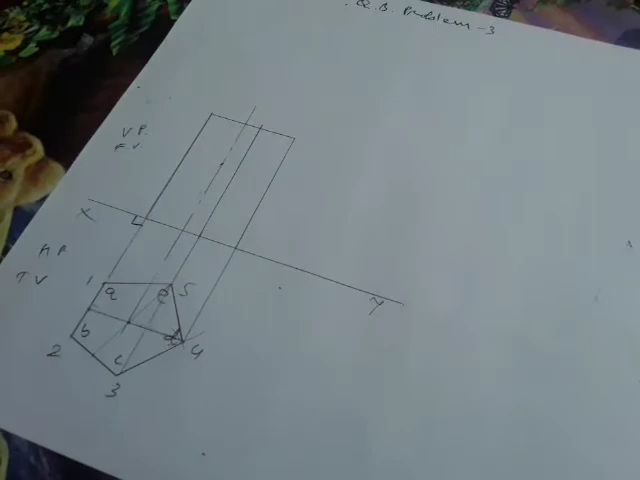 Q.B. Problem-3
V P.
F.V.
X
H P
T V
1 a e 5
b d
2 c 4
3
Y